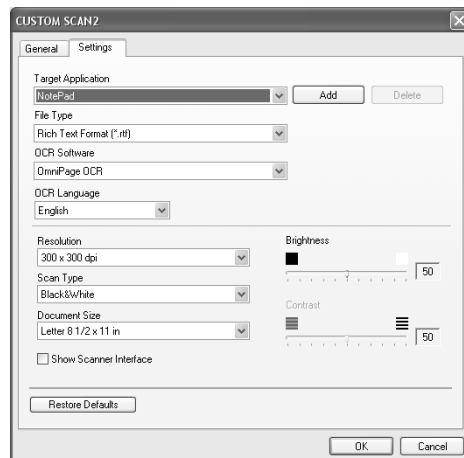 CUSTOM SCAN2
General Settings
Target Application
NotePad Add Delete
File Type
Rich Text Format (*.rtf)
OCR Software
OmniPage OCR
OCR Language
English
Resolution Brightness
300 x 300 dpi 50
Scan Type
Black&White
Contrast
Document Size
Letter 8 1/2 x 11 in 50
Show Scanner Interface
Restore Defaults
OK Cancel